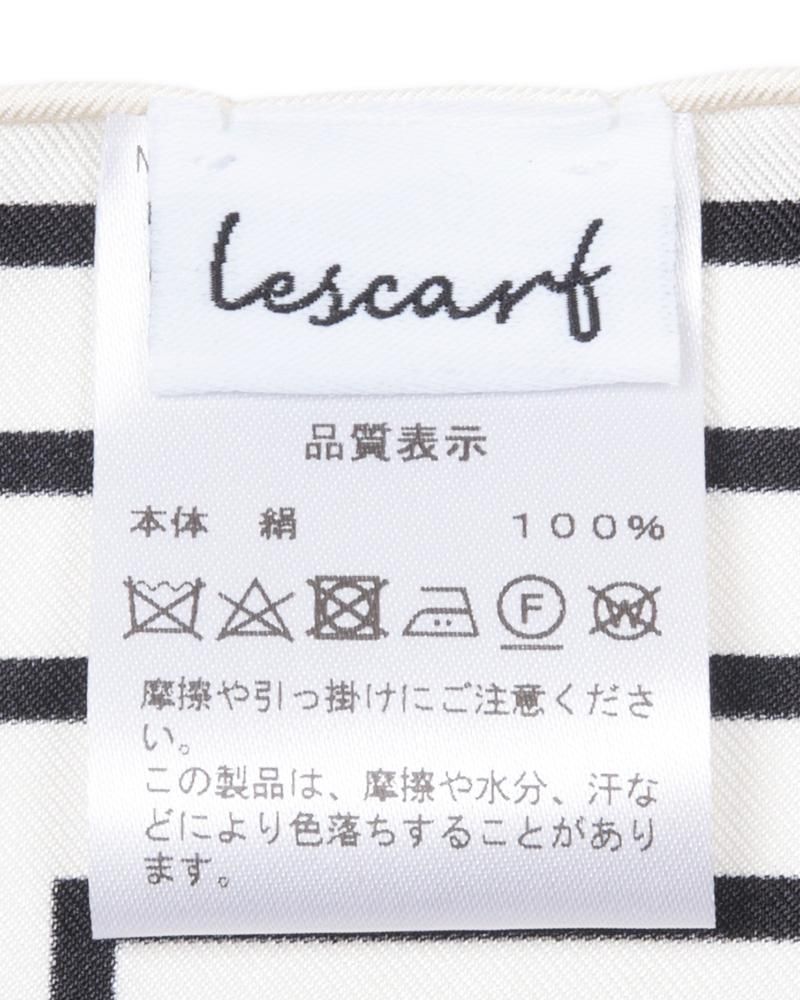 lescarf
品質表示
本体 絹 100%
F
W
摩擦や引っ掛けにご注意くださ
い。
この製品は、摩擦や水分、汗な
どにより色落ちすることがあり
ます。